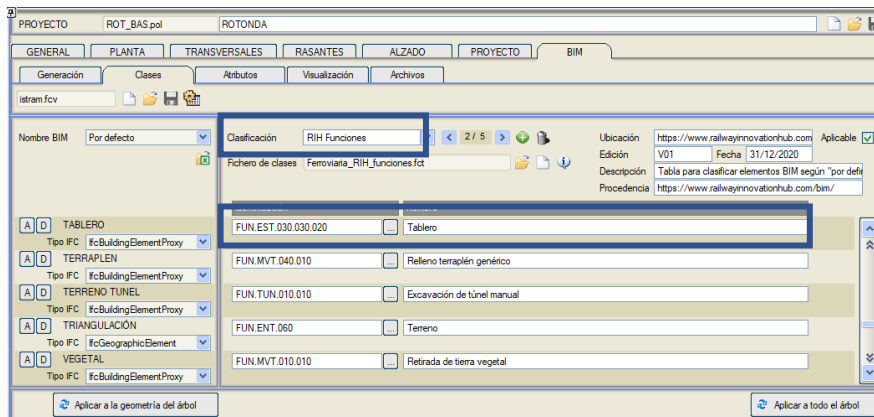 PROYECTO ROT_BAS.pol ROTONDA
GENERAL PLANTA TRANSVERSALES RASANTES ALZADO PROYECTO BIM
Generación Clases Atributos Visualización Archivos
istram.fcv
Nombre BIM Por defecto Clasificación RIH Funciones 2 / 5 Ubicación https://www.railwayinnovationhub.com Aplicable
Fichero de clases Ferroviaria_RIH_funciones.fct Edición V01 Fecha 31/12/2020
Descripción Tabla para clasificar elementos BIM según "por defi
Procedencia https://www.railwayinnovationhub.com/bim/
A D TABLERO FUN.EST.030.030.020 ... Tablero
Tipo IFC IfcBuildingElementProxy
A D TERRAPLEN FUN.MVT.040.010 ... Relleno terraplén genérico
Tipo IFC IfcBuildingElementProxy
A D TERRENO TUNEL FUN.TUN.010.010 ... Excavación de túnel manual
Tipo IFC IfcBuildingElementProxy
A D TRIANGULACIÓN FUN.ENT.060 ... Terreno
Tipo IFC IfcGeographicElement
A D VEGETAL FUN.MVT.010.010 ... Retirada de tierra vegetal
Tipo IFC IfcBuildingElementProxy
Aplicar a la geometría del árbol Aplicar a todo el árbol